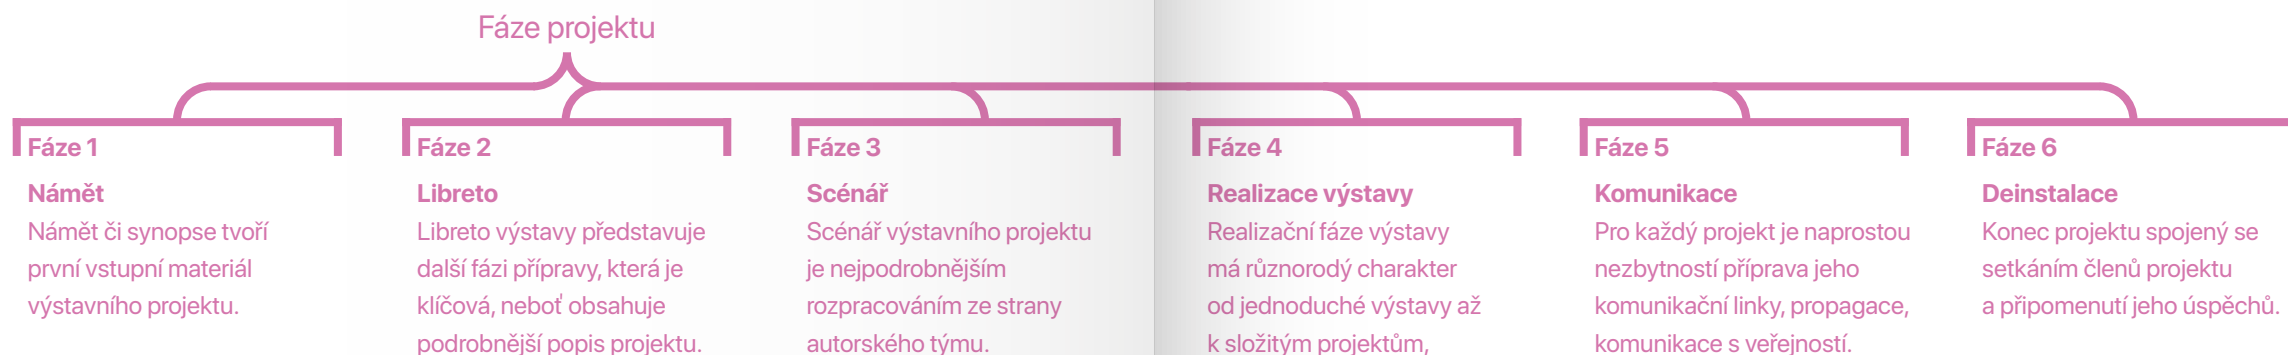 Fáze projektu
Fáze 1
Námět
Námět či synopse tvoří
první vstupní materiál
výstavního projektu.
Fáze 2
Libreto
Libreto výstavy představuje
další fázi přípravy, která je
klíčová, neboť obsahuje
podrobnější popis projektu.
Fáze 3
Scénář
Scénář výstavního projektu
je nejpodrobnějším
rozpracováním ze strany
autorského týmu.
Fáze 4
Realizace výstavy
Realizační fáze výstavy
má různorodý charakter
od jednoduché výstavy až
k složitým projektům,
Fáze 5
Komunikace
Pro každý projekt je naprostou
nezbytností příprava jeho
komunikační linky, propagace,
komunikace s veřejností.
Fáze 6
Deinstalace
Konec projektu spojený se
setkáním členů projektu
a připomenutí jeho úspěchů.